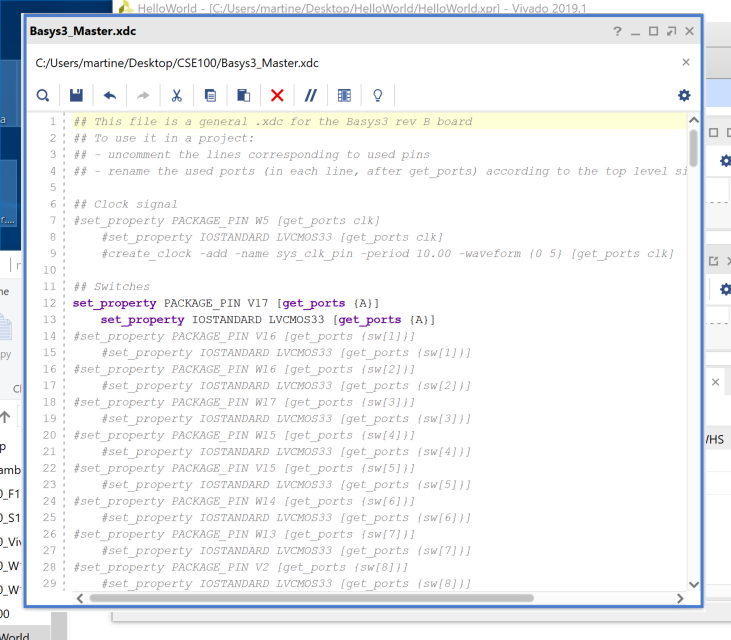 HelloWorld - [C:/Users/martine/Desktop/HelloWorld/HelloWorld.xpr] - Vivado 2019.1
Basys3_Master.xdc
C:/Users/martine/Desktop/CSE100/Basys3_Master.xdc
1 ## This file is a general .xdc for the Basys3 rev B board
2 ## To use it in a project:
3 ## - uncomment the lines corresponding to used pins
4 ## - rename the used ports (in each line, after get_ports) according to the top level si
5
6 ## Clock signal
7 #set_property PACKAGE_PIN W5 [get_ports clk]
8 #set_property IOSTANDARD LVCMOS33 [get_ports clk]
9 #create_clock -add -name sys_clk_pin -period 10.00 -waveform {0 5} [get_ports clk]
10
11 ## Switches
12 set_property PACKAGE_PIN V17 [get_ports {A}]
13 set_property IOSTANDARD LVCMOS33 [get_ports {A}]
14 #set_property PACKAGE_PIN V16 [get_ports {sw[1]}]
15 #set_property IOSTANDARD LVCMOS33 [get_ports {sw[1]}]
16 #set_property PACKAGE_PIN W16 [get_ports {sw[2]}]
17 #set_property IOSTANDARD LVCMOS33 [get_ports {sw[2]}]
18 #set_property PACKAGE_PIN W17 [get_ports {sw[3]}]
19 #set_property IOSTANDARD LVCMOS33 [get_ports {sw[3]}]
20 #set_property PACKAGE_PIN W15 [get_ports {sw[4]}]
21 #set_property IOSTANDARD LVCMOS33 [get_ports {sw[4]}]
22 #set_property PACKAGE_PIN V15 [get_ports {sw[5]}]
23 #set_property IOSTANDARD LVCMOS33 [get_ports {sw[5]}]
24 #set_property PACKAGE_PIN W14 [get_ports {sw[6]}]
25 #set_property IOSTANDARD LVCMOS33 [get_ports {sw[6]}]
26 #set_property PACKAGE_PIN W13 [get_ports {sw[7]}]
27 #set_property IOSTANDARD LVCMOS33 [get_ports {sw[7]}]
28 #set_property PACKAGE_PIN V2 [get_ports {sw[8]}]
29 #set_property IOSTANDARD LVCMOS33 [get_ports {sw[8]}]
World